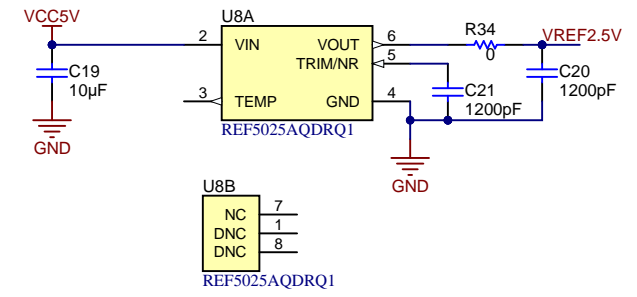 VCC5V
U8A
R34
2
VIN
VOUT
6
VREF2.5V
0
TRIM/NR
5
C19
10µF
C20
1200pF
C21
1200pF
3
TEMP
GND
4
REF5025AQDRQ1
GND
GND
U8B
NC
7
DNC
1
DNC
8
REF5025AQDRQ1